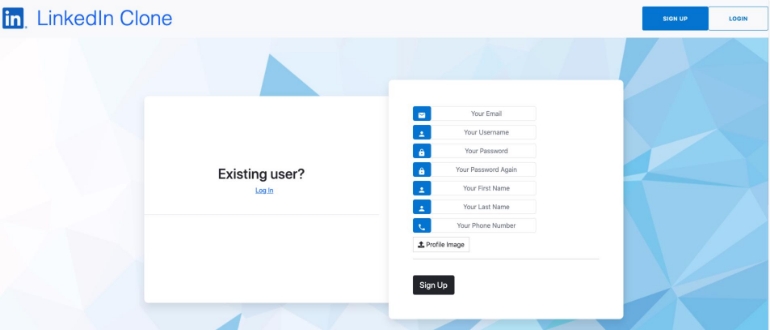 in. LinkedIn Clone
SIGN UP
LOGIN
Existing user?
Log In
Your Email
Your Username
Your Password
Your Password Again
Your First Name
Your Last Name
Your Phone Number
Profile Image
Sign Up